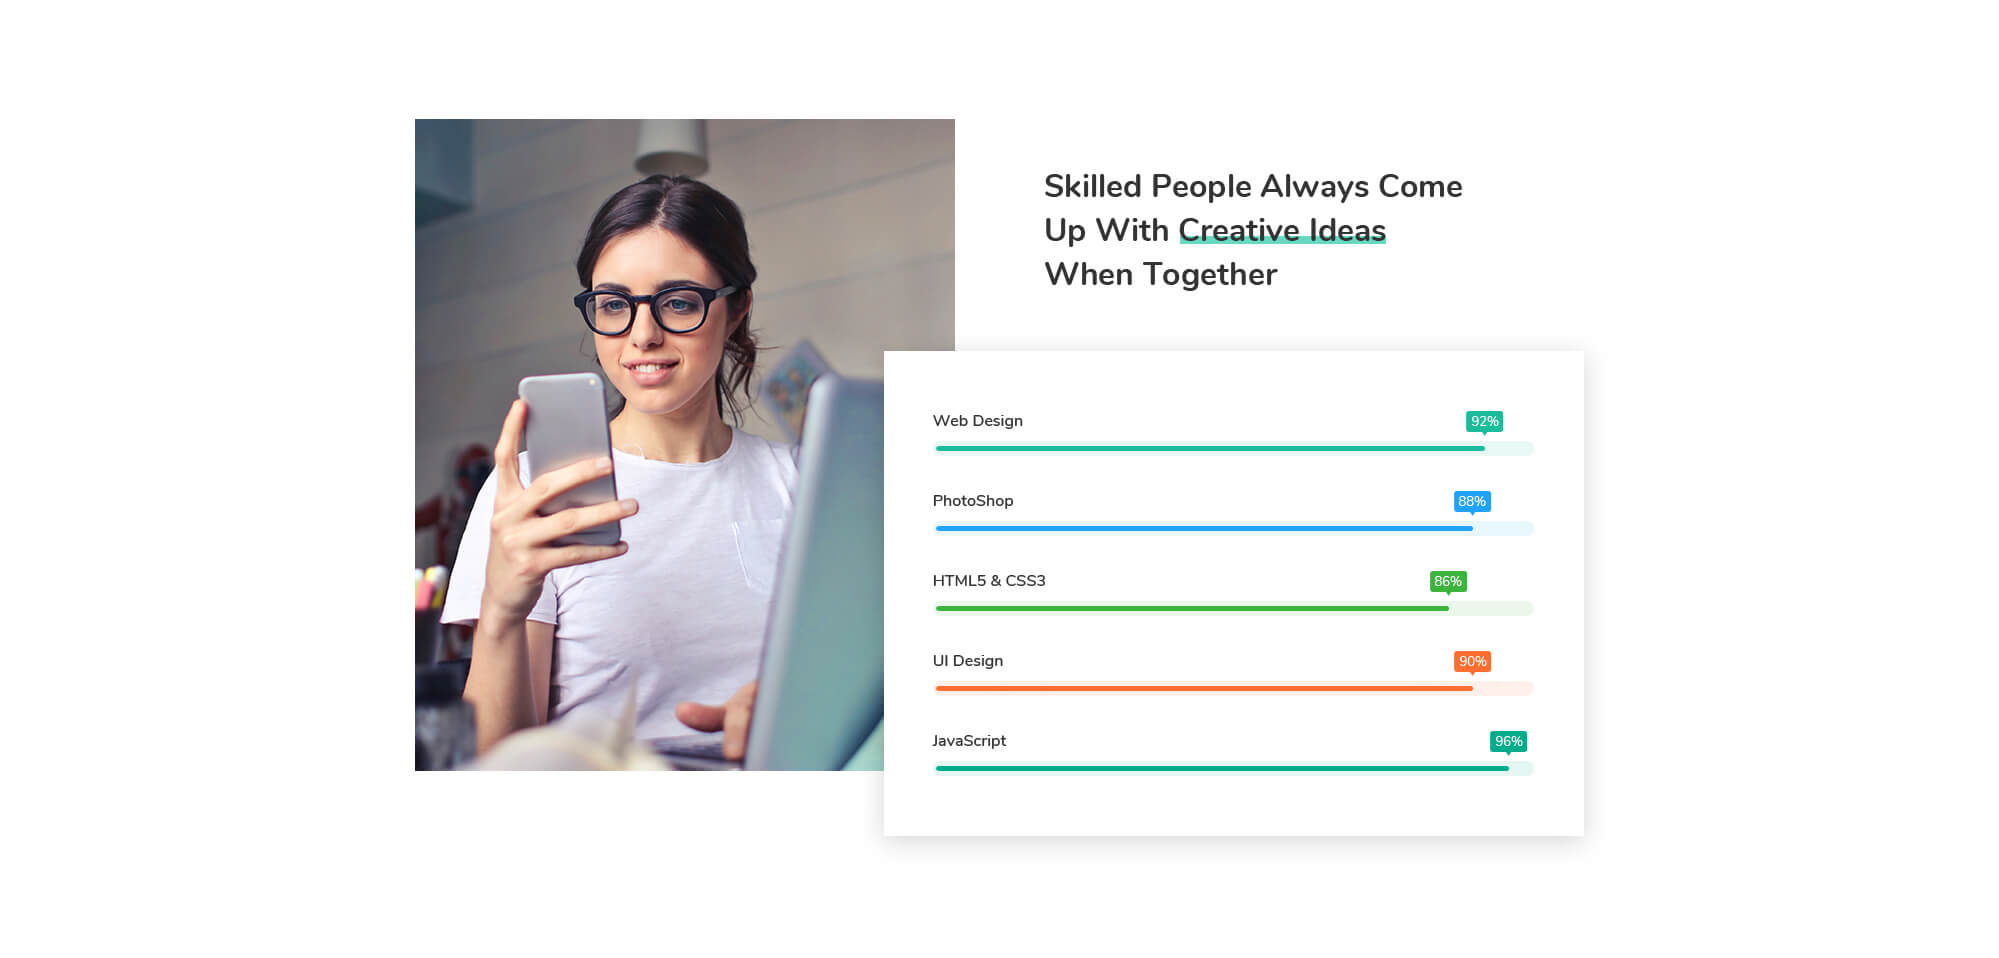 Skilled People Always Come
Up With Creative Ideas
When Together
Web Design 92%
PhotoShop 88%
HTML5 & CSS3 86%
UI Design 90%
JavaScript 96%